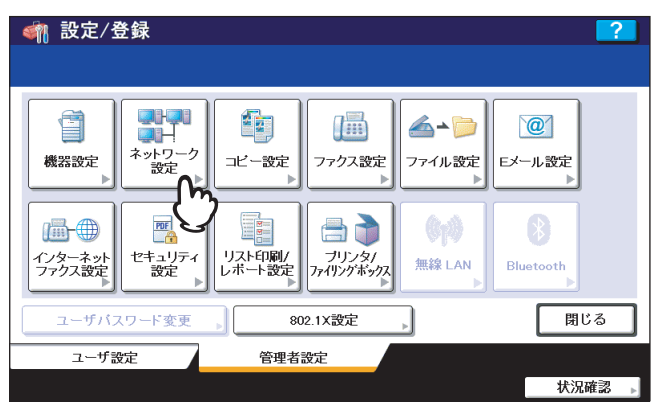 設定/登録
?
機器設定
ネットワーク
設定
コピー設定
ファクス設定
ファイル設定
@
Eメール設定
インターネット
ファクス設定
PDF
セキュリティ
設定
リスト印刷/
レポート設定
プリンタ/
ファイリングボックス
無線 LAN
Bluetooth
ユーザパスワード変更
802.1X設定
閉じる
ユーザ設定
管理者設定
状況確認